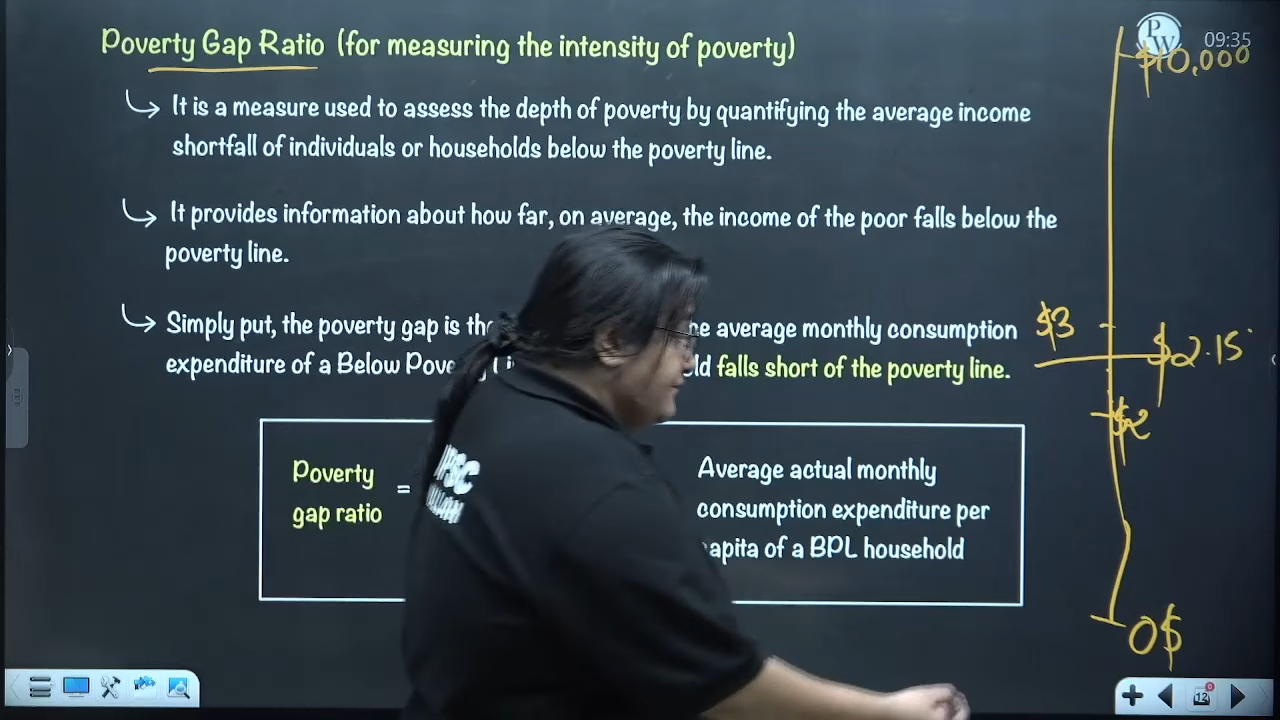 Poverty Gap Ratio (for measuring the intensity of poverty)
PW
09:35
$10,000
It is a measure used to assess the depth of poverty by quantifying the average income
shortfall of individuals or households below the poverty line.
It provides information about how far, on average, the income of the poor falls below the
poverty line.
Simply put, the poverty gap is the average monthly consumption
expenditure of a Below falls short of the poverty line.
$3
$2.15
$2
0$
Poverty
gap ratio
=
Average actual monthly
consumption expenditure per
of a BPL household
12